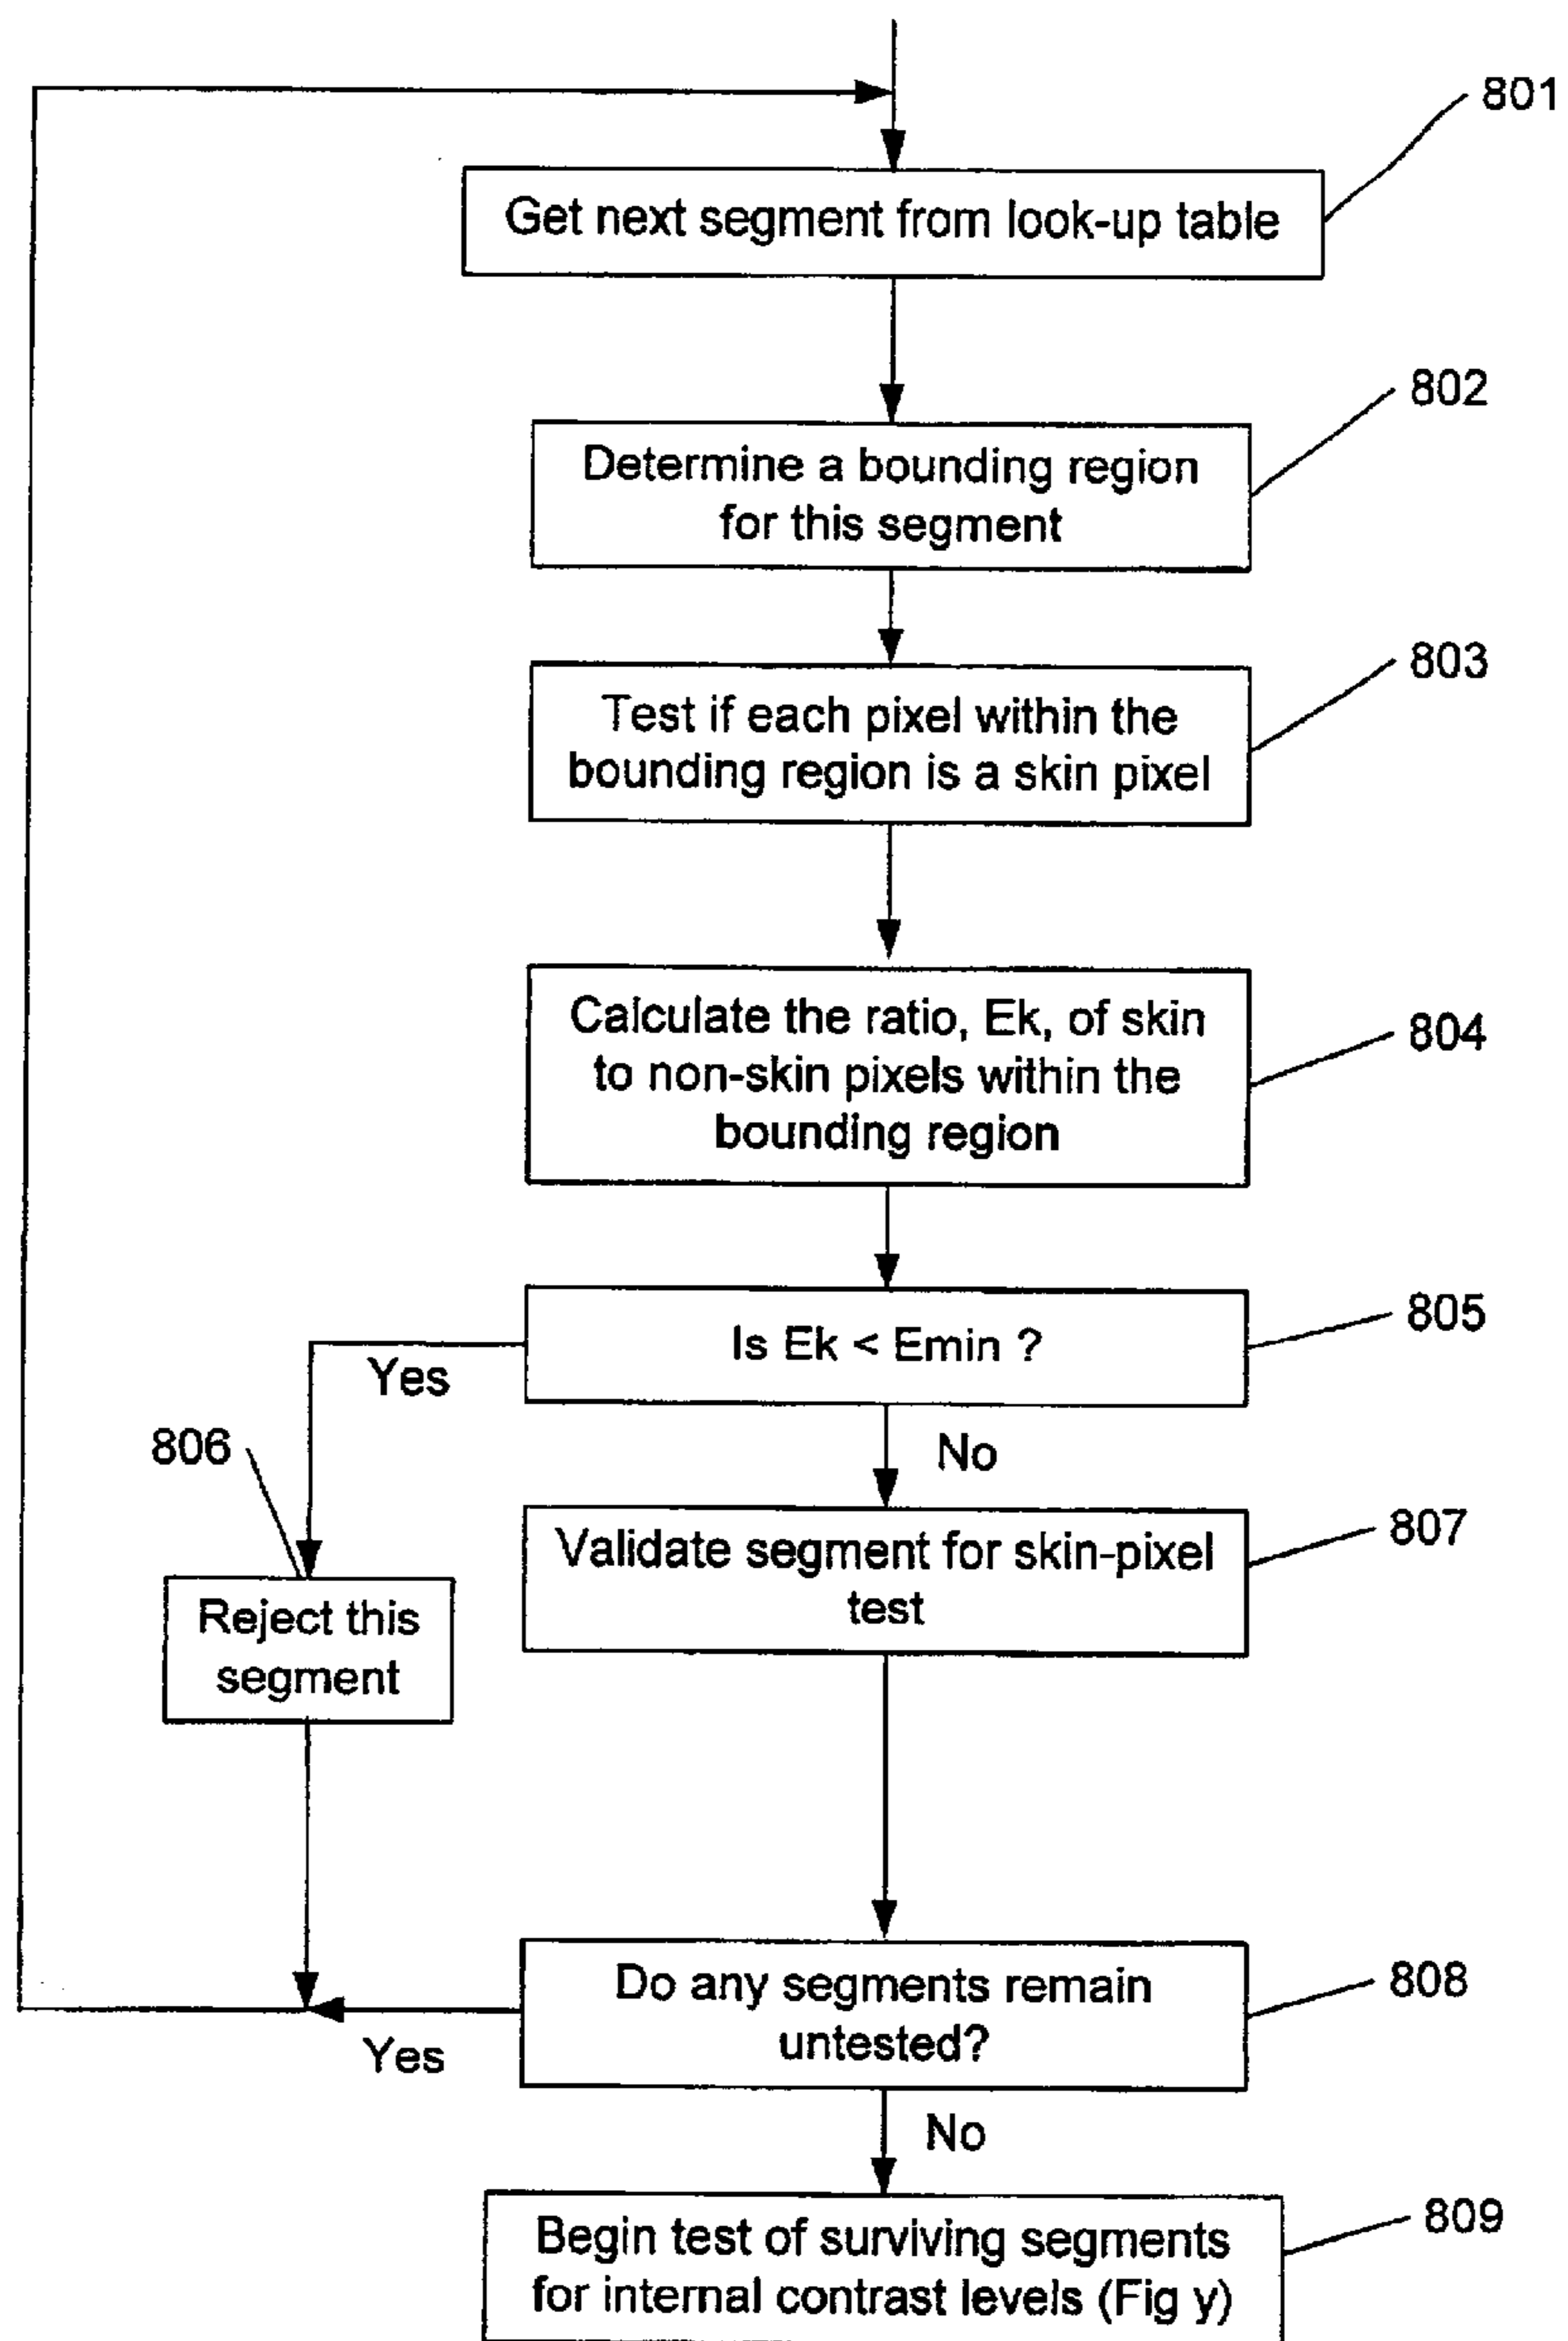 801
Get next segment from look-up table
802
Determine a bounding region
for this segment
803
Test if each pixel within the
bounding region is a skin pixel
804
Calculate the ratio, Ek, of skin
to non-skin pixels within the
bounding region
805
Is Ek < Emin ?
Yes
No
806
807
Validate segment for skin-pixel
test
Reject this
segment
808
Do any segments remain
untested?
Yes
No
809
Begin test of surviving segments
for internal contrast levels (Fig y)